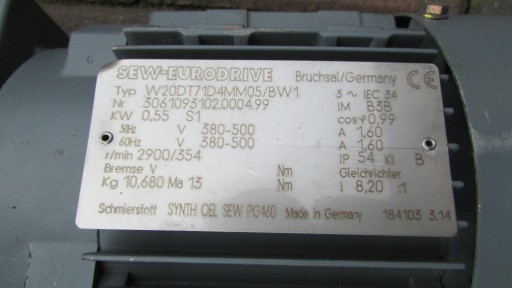 SEW-EURODRIVE Bruchsal/Germany CE
Typ W20DT71D4MM05/BW1 3 ~ IEC 34
Nr 3061093102.0004.99 IM B3B
KW 0,55 S1 cosφ 0,99
50Hz V 380-500 A 1,60
60Hz V 380-500 A 1,60
r/min 2900/354 IP 54 Kl B
Bremse V Nm Gleichrichter
Kg 10,680 Ma 13 Nm i 8,20 :1
Schmierstoff SYNTH OEL SEW PG460 Made in Germany 184103 3.14